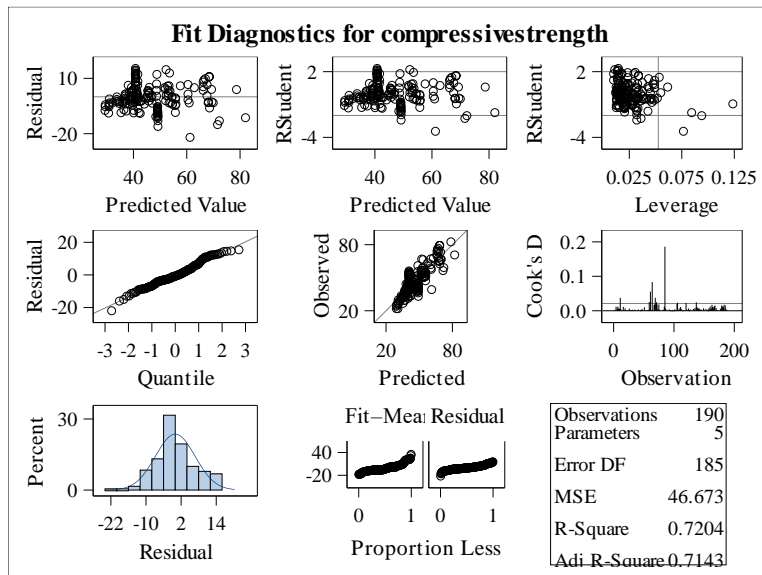 Fit Diagnostics for compressivestrength
Residual
10
-20
40 60 80
Predicted Value
RStudent
2
-4
40 60 80
Predicted Value
RStudent
2
-4
0.025 0.075 0.125
Leverage
Residual
20
0
-20
-3 -2 -1 0 1 2 3
Quantile
Observed
80
20
20 80
Predicted
Cook's D
0.2
0.1
0.0
0 100 200
Observation
Percent
30
0
-22 -10 2 14
Residual
Fit–Mean Residual
40
-20
0 1 0 1
Proportion Less
Observations 190
Parameters 5
Error DF 185
MSE 46.673
R-Square 0.7204
Adj R-Square 0.7143